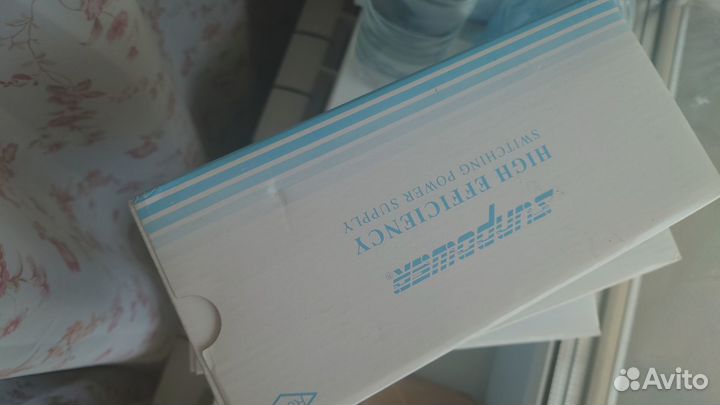 SUNPOWER®
HIGH EFFICIENCY
SWITCHING POWER SUPPLY
Avito